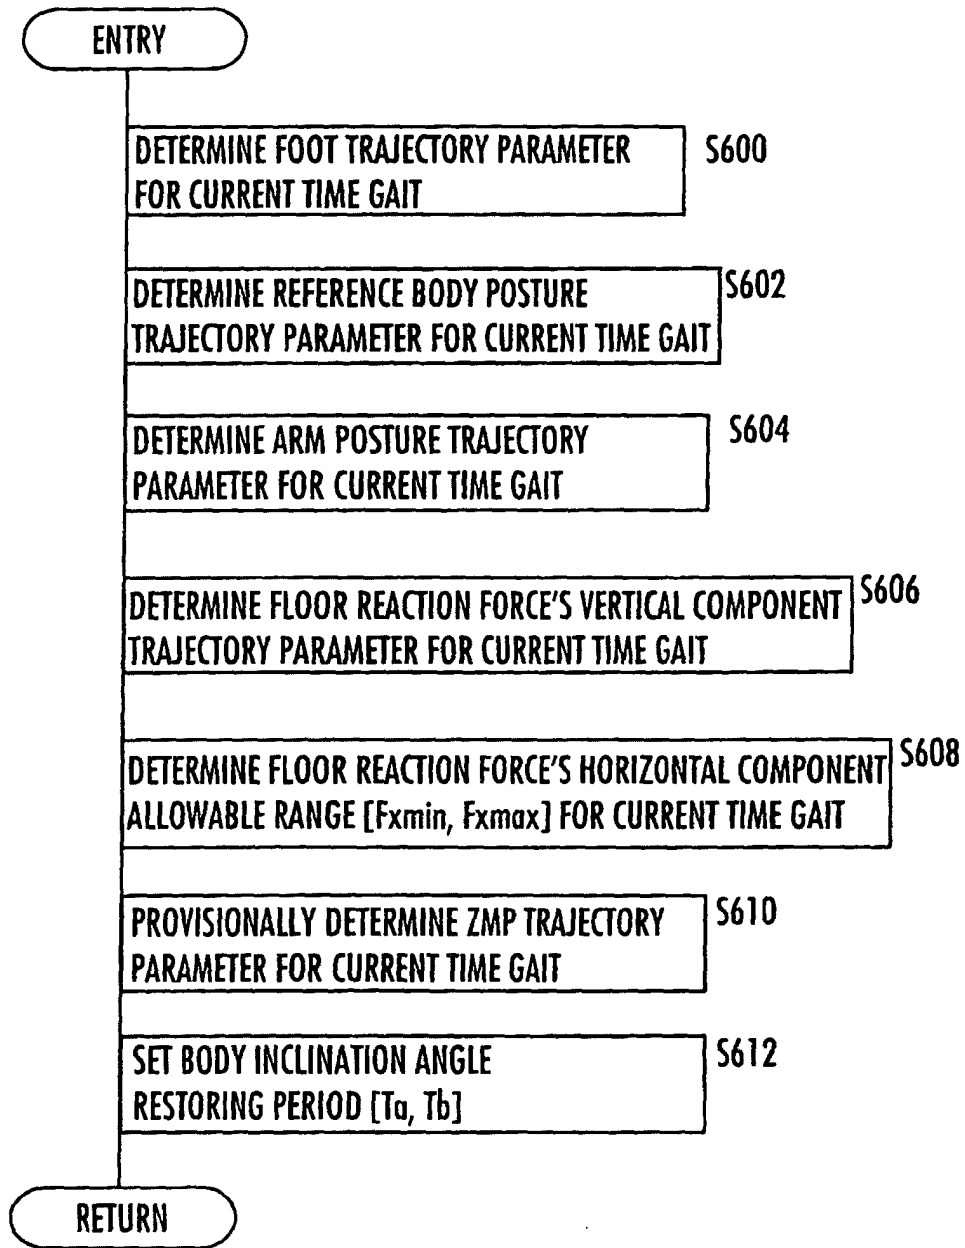 ENTRY
DETERMINE FOOT TRAJECTORY PARAMETER
FOR CURRENT TIME GAIT
S600
DETERMINE REFERENCE BODY POSTURE
TRAJECTORY PARAMETER FOR CURRENT TIME GAIT
S602
DETERMINE ARM POSTURE TRAJECTORY
PARAMETER FOR CURRENT TIME GAIT
S604
DETERMINE FLOOR REACTION FORCE'S VERTICAL COMPONENT
TRAJECTORY PARAMETER FOR CURRENT TIME GAIT
S606
DETERMINE FLOOR REACTION FORCE'S HORIZONTAL COMPONENT
ALLOWABLE RANGE [Fxmin, Fxmax] FOR CURRENT TIME GAIT
S608
PROVISIONALLY DETERMINE ZMP TRAJECTORY
PARAMETER FOR CURRENT TIME GAIT
S610
SET BODY INCLINATION ANGLE
RESTORING PERIOD [Ta, Tb]
S612
RETURN